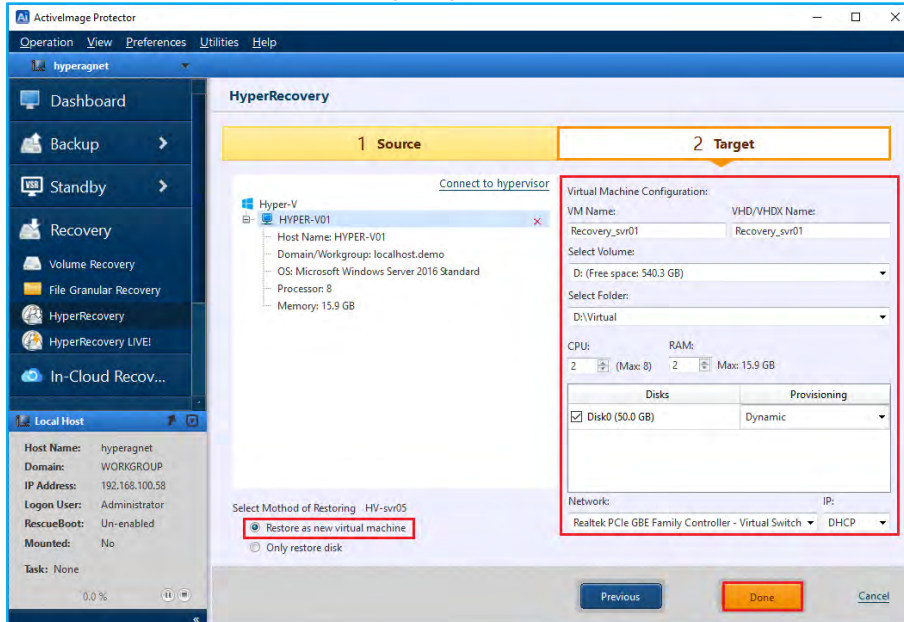 Ai ActiveImage Protector
Operation View Preferences Utilities Help
hyperagnet
Dashboard
Backup
Standby
Recovery
Volume Recovery
File Granular Recovery
HyperRecovery
HyperRecovery LIVE!
In-Cloud Recov...
Local Host
Host Name: hyperagnet
Domain: WORKGROUP
IP Address: 192.168.100.58
Logon User: Administrator
RescueBoot: Un-enabled
Mounted: No
Task: None
0.0 %
HyperRecovery
1 Source
2 Target
Connect to hypervisor
Hyper-V
HYPER-V01
Host Name: HYPER-V01
Domain/Workgroup: localhost.demo
OS: Microsoft Windows Server 2016 Standard
Processor: 8
Memory: 15.9 GB
Select Mothod of Restoring HV-svr05
Restore as new virtual machine
Only restore disk
Virtual Machine Configuration:
VM Name: VHD/VHDX Name:
Recovery_svr01 Recovery_svr01
Select Volume:
D: (Free space: 540.3 GB)
Select Folder:
D:\Virtual
CPU: RAM:
2 (Max: 8) 2 Max: 15.9 GB
Disks Provisioning
Disk0 (50.0 GB) Dynamic
Network: IP:
Realtek PCIe GBE Family Controller - Virtual Switch DHCP
Previous Done Cancel